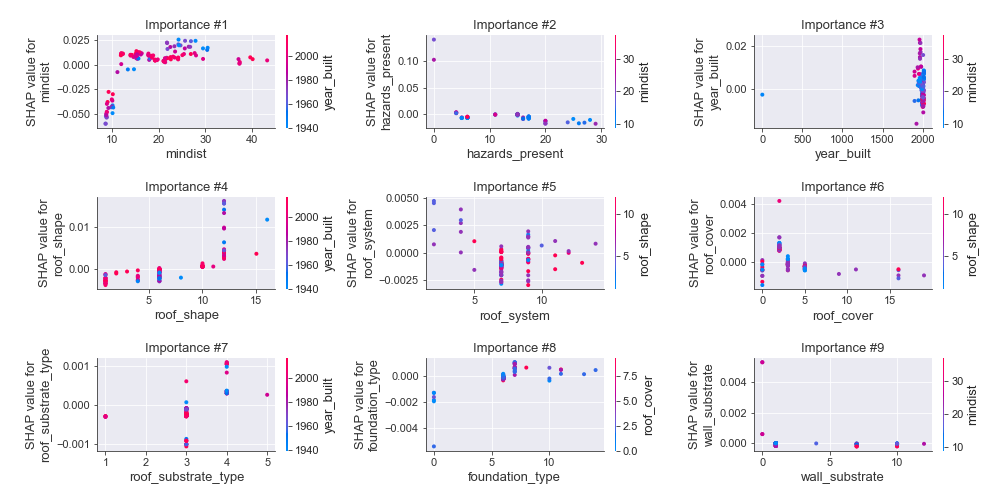 Importance #1
SHAP value for
mindist
0.025
0.000
−0.025
−0.050
10
20
30
40
mindist
2000
1980
1960
1940
year_built
Importance #2
SHAP value for
hazards_present
0.15
0.10
0.05
0.00
0
10
20
30
hazards_present
30
20
10
mindist
Importance #3
SHAP value for
year_built
0.02
0.00
0
500
1000
1500
2000
year_built
30
20
10
mindist
Importance #4
SHAP value for
roof_shape
0.01
0.00
5
10
15
roof_shape
2000
1980
1960
1940
year_built
Importance #5
SHAP value for
roof_system
0.0050
0.0025
0.0000
−0.0025
5
10
roof_system
10
5
roof_shape
Importance #6
SHAP value for
roof_cover
0.004
0.002
0.000
0
5
10
15
roof_cover
10
5
roof_shape
Importance #7
SHAP value for
roof_substrate_type
0.001
0.000
−0.001
1
2
3
4
5
roof_substrate_type
2000
1980
1960
1940
year_built
Importance #8
SHAP value for
foundation_type
0.000
−0.002
−0.004
0
5
10
foundation_type
7.5
5.0
2.5
0.0
roof_cover
Importance #9
SHAP value for
wall_substrate
0.006
0.004
0.002
0.000
0
5
10
wall_substrate
30
20
10
mindist